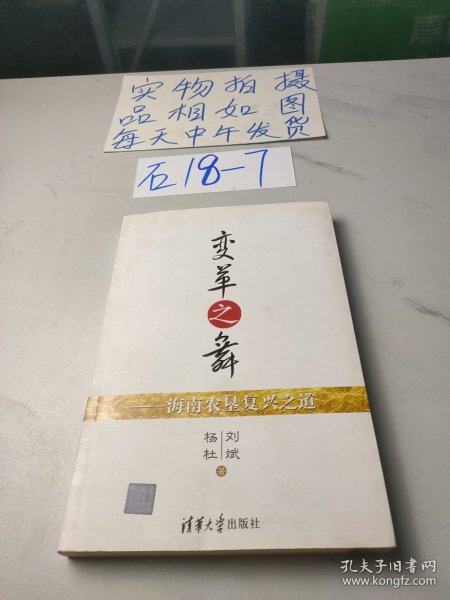 实物拍摄
品相如图
每天中午发货
石18-7
变革之舞
——海南农垦复兴之道
杨杜 刘斌 著
清华大学出版社
孔夫子旧书网
www.kongfz.com